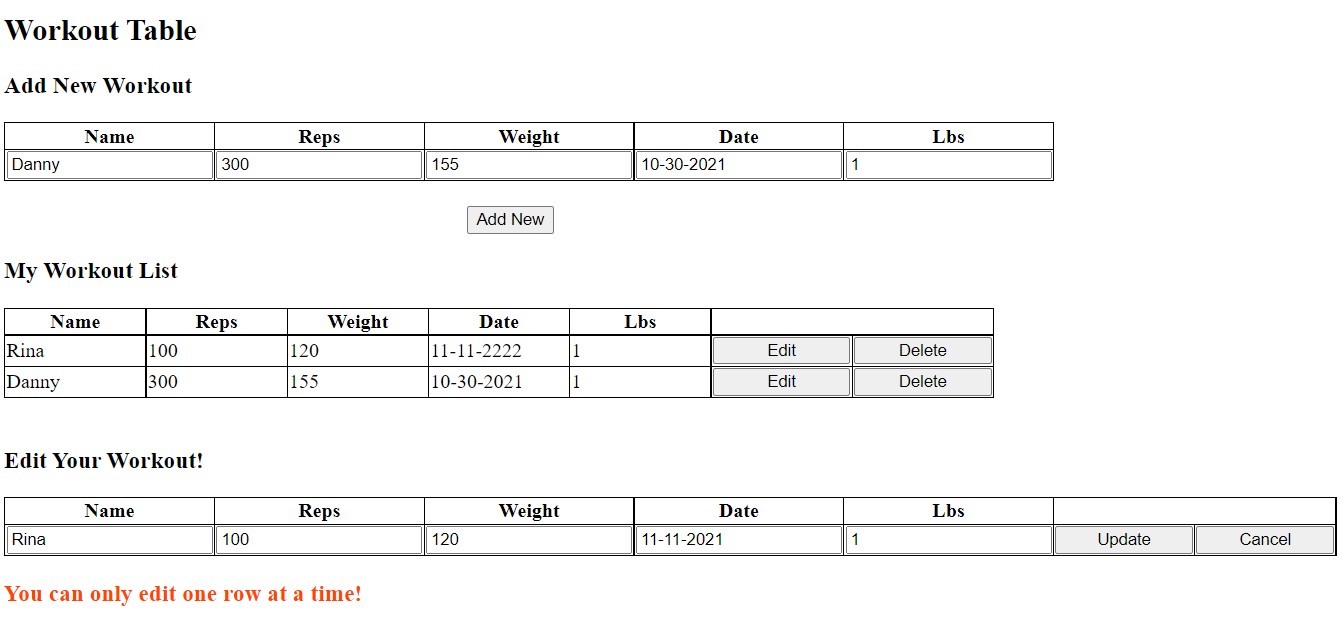 Workout Table
Add New Workout
Name Reps Weight Date Lbs
Danny 300 155 10-30-2021 1
Add New
My Workout List
Name Reps Weight Date Lbs
Rina 100 120 11-11-2222 1 Edit Delete
Danny 300 155 10-30-2021 1 Edit Delete
Edit Your Workout!
Name Reps Weight Date Lbs
Rina 100 120 11-11-2021 1 Update Cancel
You can only edit one row at a time!